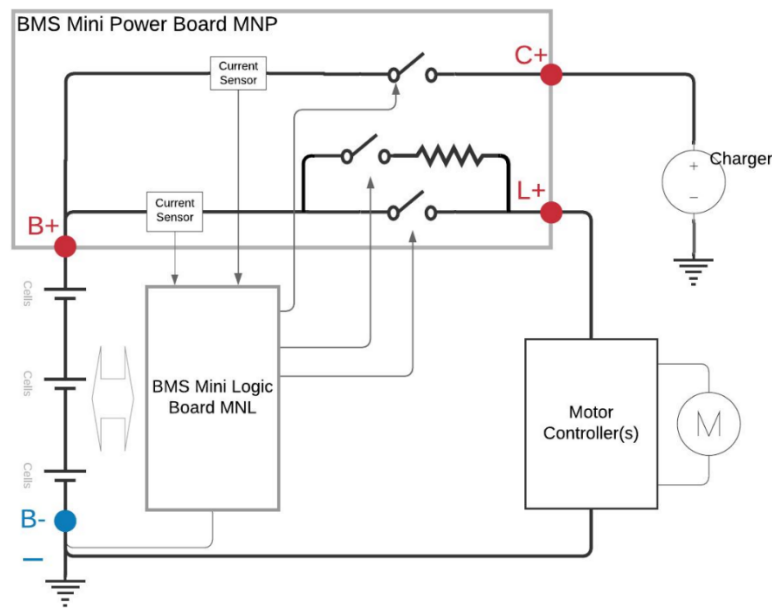 BMS Mini Power Board MNP
Current
Sensor
C+
Charger
+
−
L+
Current
Sensor
B+
Cells
Cells
Cells
BMS Mini Logic
Board MNL
Motor
Controller(s)
M
B-
−